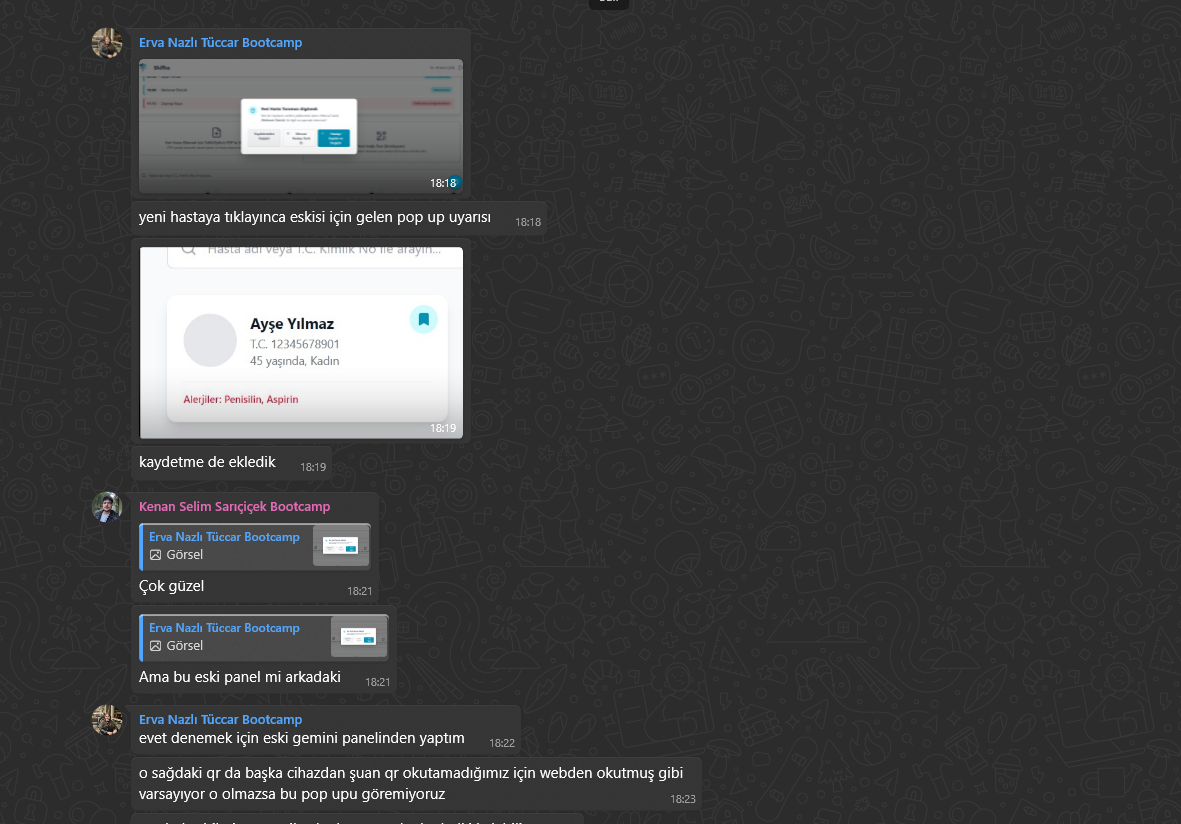 Erva Nazlı Tüccar Bootcamp
18:18
yeni hastaya tıklayınca eskisi için gelen pop up uyarısı
18:18
Hasta adı veya T.C. Kimlik No ile arayın...
Ayşe Yılmaz
T.C. 12345678901
45 yaşında, Kadın
Alerjiler: Penisilin, Aspirin
18:19
kaydetme de ekledik
18:19
Kenan Selim Sarıçiçek Bootcamp
Erva Nazlı Tüccar Bootcamp
Görsel
Çok güzel
18:21
Erva Nazlı Tüccar Bootcamp
Görsel
Ama bu eski panel mi arkadaki
18:21
Erva Nazlı Tüccar Bootcamp
evet denemek için eski gemini panelinden yaptım
18:22
o sağdaki qr da başka cihazdan şuan qr okutamadığımız için webden okutmuş gibi
varsayıyor o olmazsa bu pop upu göremiyoruz
18:23